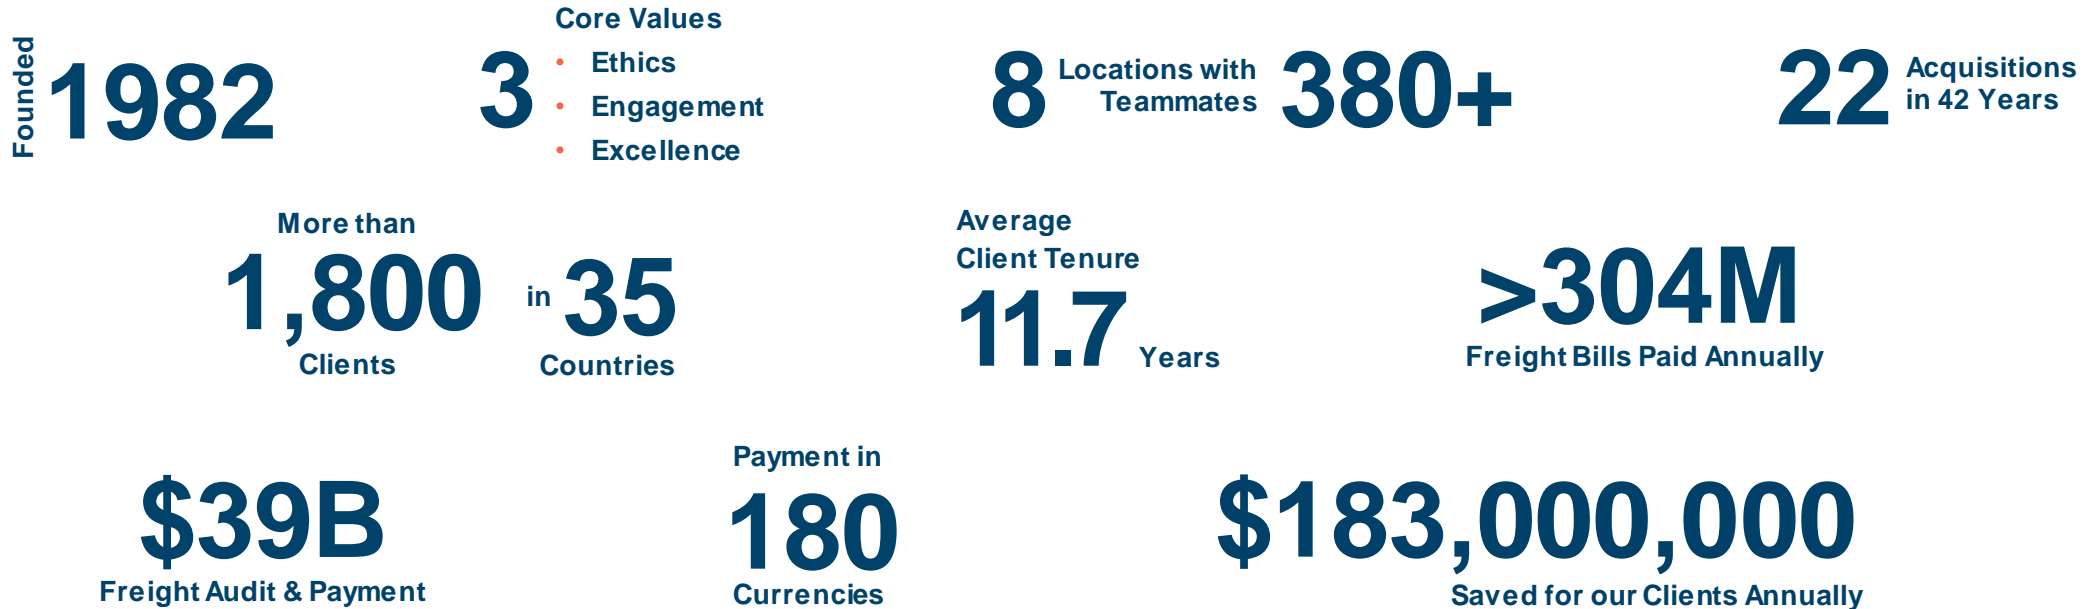 Founded
1982
3
Core Values
• Ethics
• Engagement
• Excellence
8
Locations with
Teammates
380+
22
Acquisitions
in 42 Years
More than
1,800
Clients
in
35
Countries
Average
Client Tenure
11.7 Years
>304M
Freight Bills Paid Annually
$39B
Freight Audit & Payment
Payment in
180
Currencies
$183,000,000
Saved for our Clients Annually